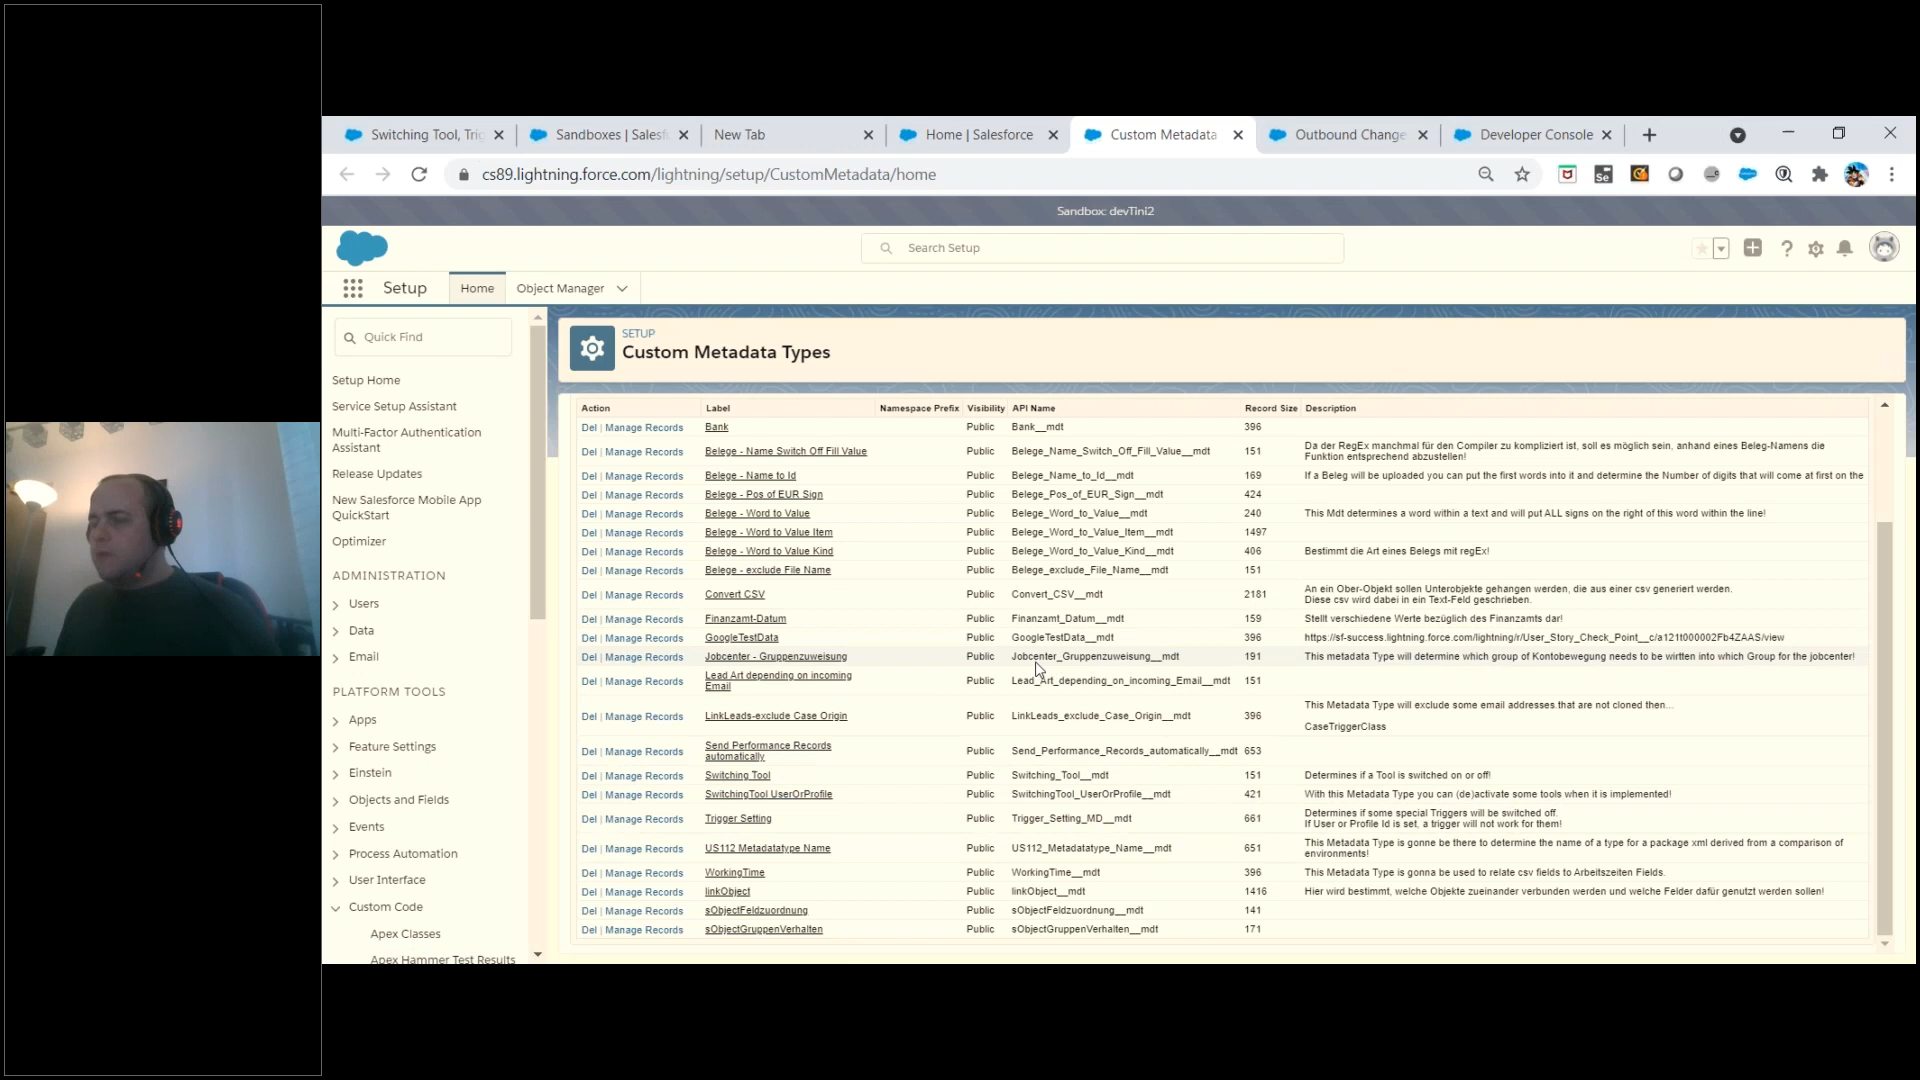 Switching Tool, Tri
Sandboxes | Salesf
New Tab
Home | Salesforce
Custom Metadata
Outbound Change
Developer Console
cs89.lightning.force.com/lightning/setup/CustomMetadata/home
Sandbox: devTini2
Search Setup
Setup
Home
Object Manager
Quick Find
Setup Home
Service Setup Assistant
Multi-Factor Authentication
Assistant
Release Updates
New Salesforce Mobile App
QuickStart
Optimizer
ADMINISTRATION
Users
Data
Email
PLATFORM TOOLS
Apps
Feature Settings
Einstein
Objects and Fields
Events
Process Automation
User Interface
Custom Code
Apex Classes
Apex Hammer Test Results
SETUP
Custom Metadata Types
Action Label Namespace Prefix Visibility API Name Record Size Description
Del | Manage Records Bank Public Bank__mdt 396
Del | Manage Records Belege - Name Switch Off Fill Value Public Belege_Name_Switch_Off_Fill_Value__mdt 151 Da der RegEx manchmal für den Compiler zu kompliziert ist, soll es möglich sein, anhand eines Beleg-Namens die
Funktion entsprechend abzustellen!
Del | Manage Records Belege - Name to Id Public Belege_Name_to_Id__mdt 169 If a Beleg will be uploaded you can put the first words into it and determine the Number of digits that will come at first on the
Del | Manage Records Belege - Pos of EUR Sign Public Belege_Pos_of_EUR_Sign__mdt 424
Del | Manage Records Belege - Word to Value Public Belege_Word_to_Value__mdt 240 This Mdt determines a word within a text and will put ALL signs on the right of this word within the line!
Del | Manage Records Belege - Word to Value Item Public Belege_Word_to_Value_Item__mdt 1497
Del | Manage Records Belege - Word to Value Kind Public Belege_Word_to_Value_Kind__mdt 406 Bestimmt die Art eines Belegs mit regEx!
Del | Manage Records Belege - exclude File Name Public Belege_exclude_File_Name__mdt 151
Del | Manage Records Convert CSV Public Convert_CSV__mdt 2181 An ein Ober-Objekt sollen Unterobjekte gehangen werden, die aus einer csv generiert werden.
Diese csv wird dabei in ein Text-Feld geschrieben.
Del | Manage Records Finanzamt-Datum Public Finanzamt_Datum__mdt 159 Stellt verschiedene Werte bezüglich des Finanzamts dar!
Del | Manage Records GoogleTestData Public GoogleTestData__mdt 396 https://sf-success.lightning.force.com/lightning/r/User_Story_Check_Point__c/a121t000002Fb4ZAAS/view
Del | Manage Records Jobcenter - Gruppenzuweisung Public Jobcenter_Gruppenzuweisung__mdt 191 This metadata Type will determine which group of Kontobewegung needs to be wirtten into which Group for the jobcenter!
Del | Manage Records Lead Art depending on incoming
Email Public Lead_Art_depending_on_incoming_Email__mdt 151
Del | Manage Records LinkLeads-exclude Case Origin Public LinkLeads_exclude_Case_Origin__mdt 396 This Metadata Type will exclude some email addresses that are not cloned then...
CaseTriggerClass
Del | Manage Records Send Performance Records
automatically Public Send_Performance_Records_automatically__mdt 653
Del | Manage Records Switching Tool Public Switching_Tool__mdt 151 Determines if a Tool is switched on or off!
Del | Manage Records SwitchingTool UserOrProfile Public SwitchingTool_UserOrProfile__mdt 421 With this Metadata Type you can (de)activate some tools when it is implemented!
Del | Manage Records Trigger Setting Public Trigger_Setting_MD__mdt 661 Determines if some special Triggers will be switched off.
If User or Profile Id is set, a trigger will not work for them!
Del | Manage Records US112 Metadatatype Name Public US112_Metadatatype_Name__mdt 651 This Metadata Type is gonne be there to determine the name of a type for a package xml derived from a comparison of
environments!
Del | Manage Records WorkingTime Public WorkingTime__mdt 396 This Metadata Type is gonna be used to relate csv fields to Arbeitszeiten Fields.
Del | Manage Records linkObject Public linkObject__mdt 1416 Hier wird bestimmt, welche Objekte zueinander verbunden werden und welche Felder dafür genutzt werden sollen!
Del | Manage Records sObjectFeldzuordnung Public sObjectFeldzuordnung__mdt 141
Del | Manage Records sObjectGruppenVerhalten Public sObjectGruppenVerhalten__mdt 171